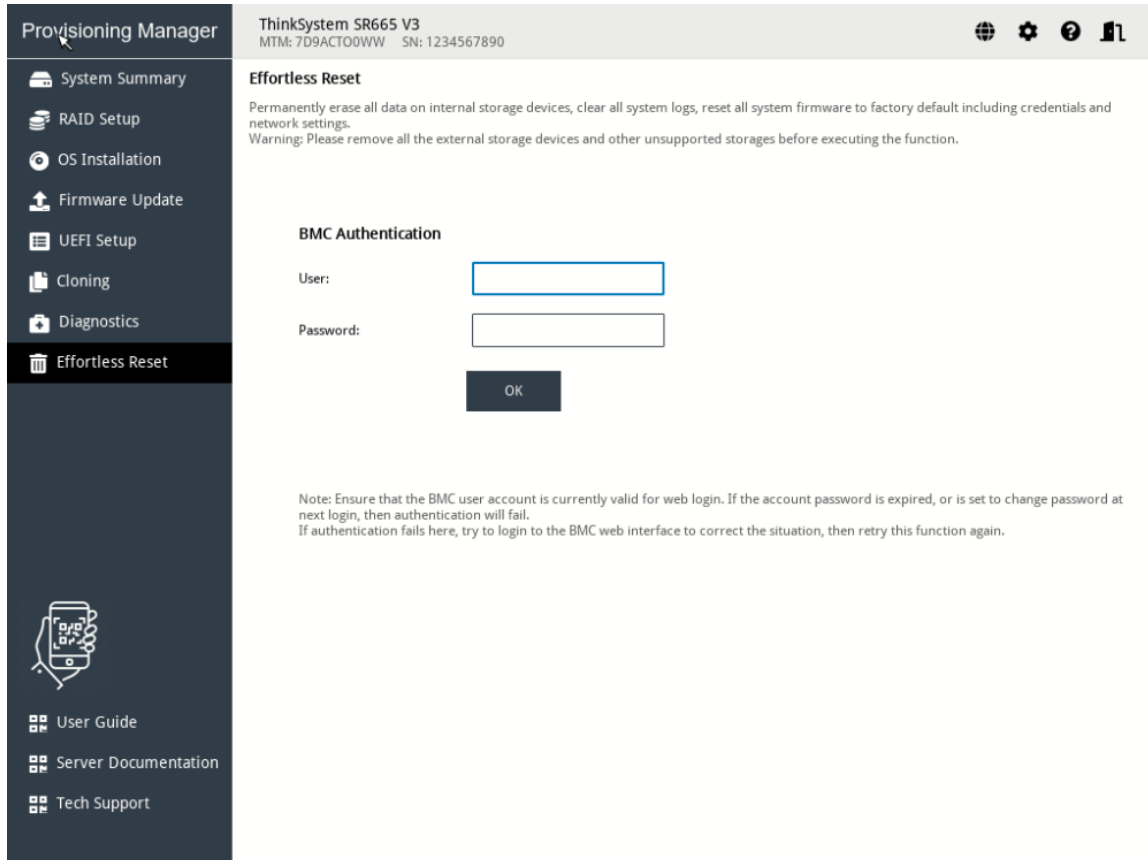 Provisioning Manager
ThinkSystem SR665 V3
MTM: 7D9ACTO0WW SN: 1234567890
System Summary
RAID Setup
OS Installation
Firmware Update
UEFI Setup
Cloning
Diagnostics
Effortless Reset
User Guide
Server Documentation
Tech Support
Effortless Reset
Permanently erase all data on internal storage devices, clear all system logs, reset all system firmware to factory default including credentials and
network settings.
Warning: Please remove all the external storage devices and other unsupported storages before executing the function.
BMC Authentication
User:
Password:
OK
Note: Ensure that the BMC user account is currently valid for web login. If the account password is expired, or is set to change password at
next login, then authentication will fail.
If authentication fails here, try to login to the BMC web interface to correct the situation, then retry this function again.